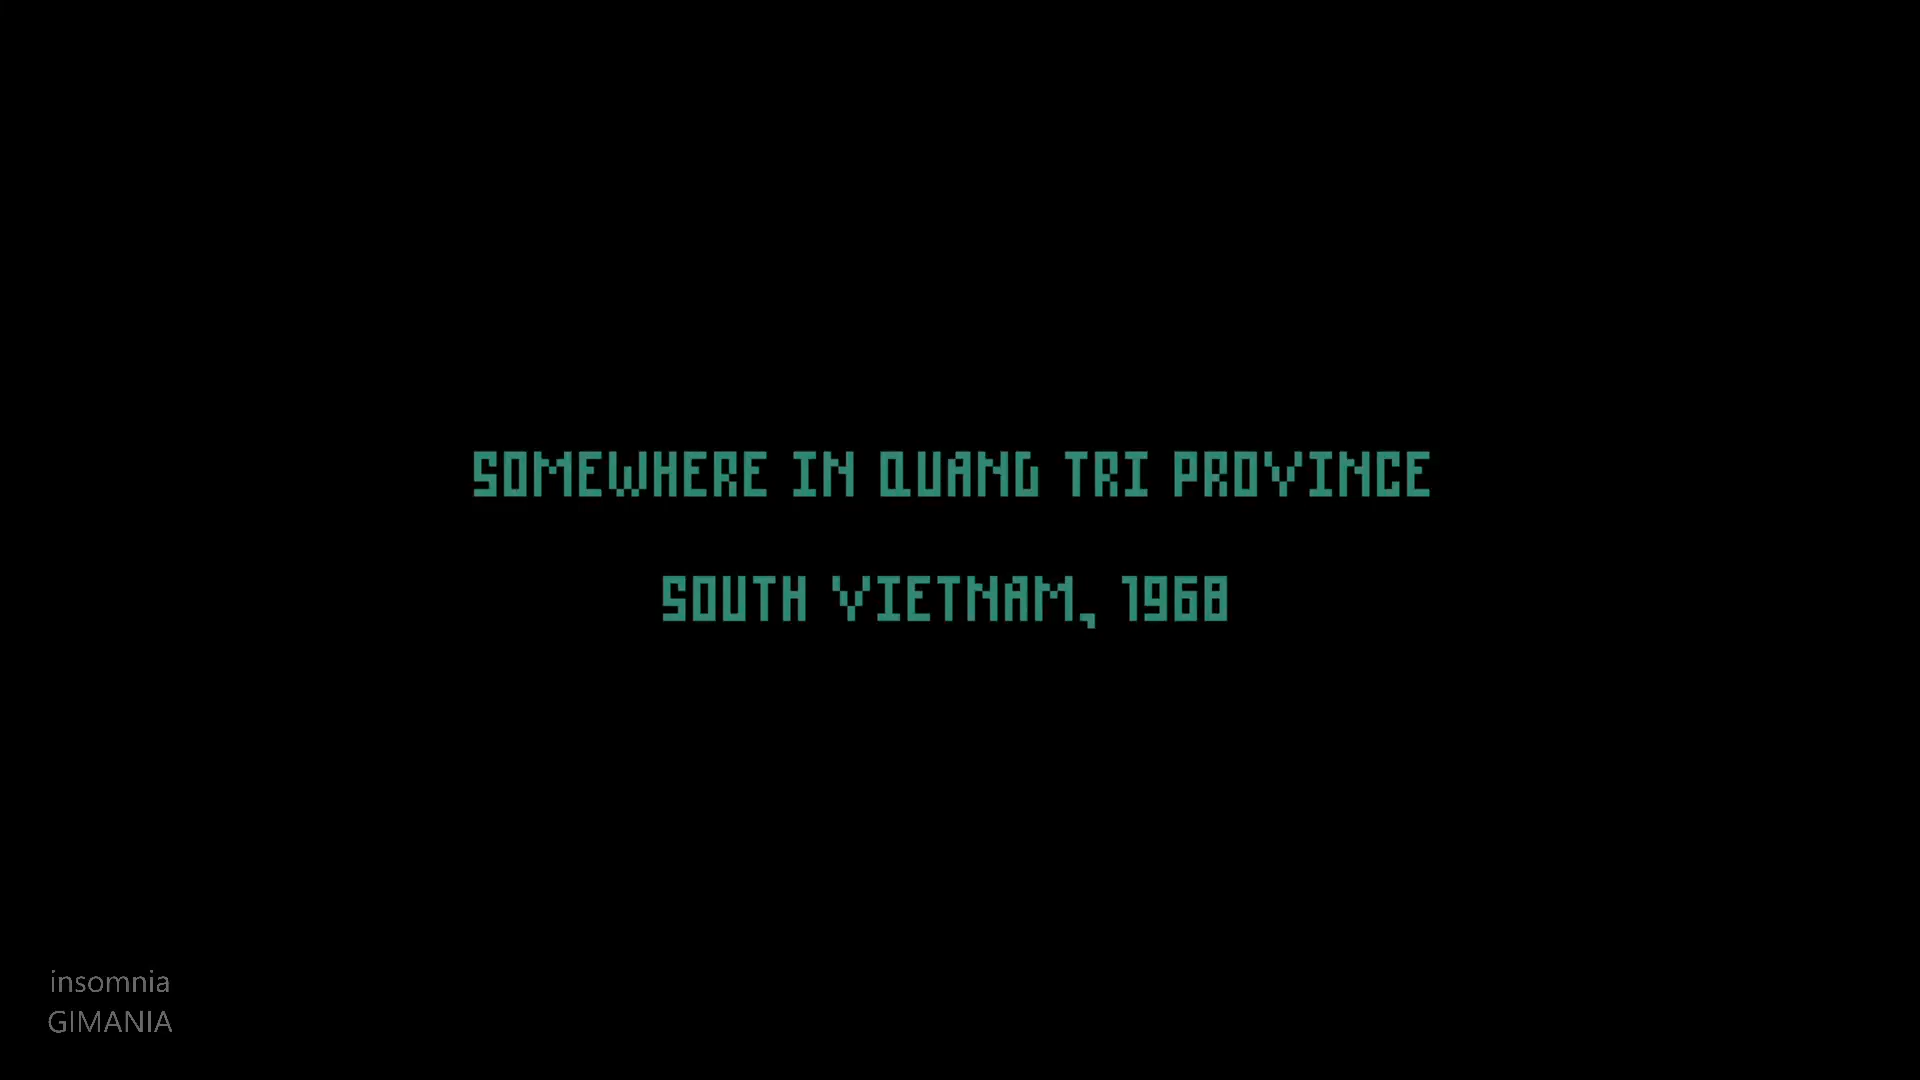 SOMEWHERE IN QUANG TRI PROVINCE
SOUTH VIETNAM, 1968
insomnia
GIMANIA